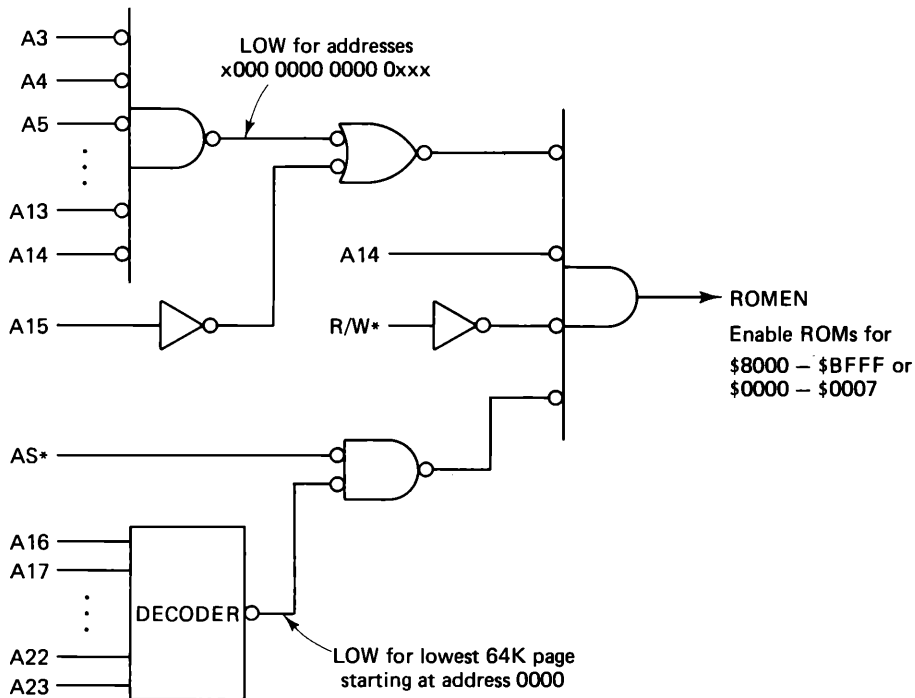 A3
LOW for addresses
x000 0000 0000 0xxx
A4
A5
A13
A14
A14
A15
R/W*
ROMEN
Enable ROMs for
$8000 – $BFFF or
$0000 – $0007
AS*
A16
A17
DECODER
A22
A23
LOW for lowest 64K page
starting at address 0000